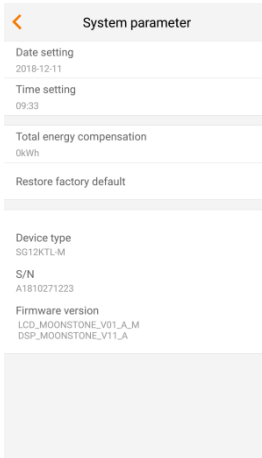 System parameter
Date setting
2018-12-11
Time setting
09:33
Total energy compensation
0kWh
Restore factory default
Device type
SG12KTL-M
S/N
A1810271223
Firmware version
LCD_MOONSTONE_V01_A_M
DSP_MOONSTONE_V11_A